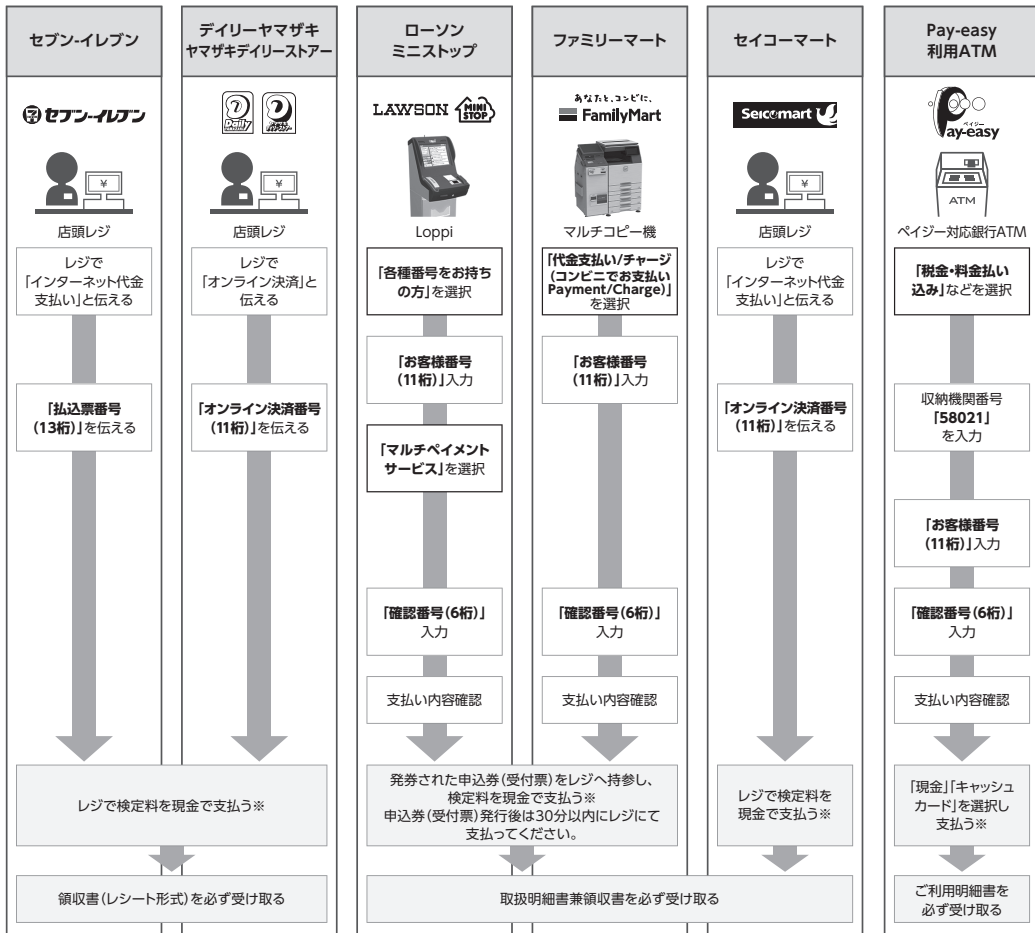 セブン-イレブン
デイリーヤマザキ
ヤマザキデイリーストアー
ローソン
ミニストップ
ファミリーマート
セイコーマート
Pay-easy
利用ATM
セブン-イレブン
Daily
LAWSON
MINI
STOP
あなたと、コンビに、
FamilyMart
Seicomart
ペイジー
Pay-easy
¥
¥
¥
ATM
店頭レジ
店頭レジ
Loppi
マルチコピー機
店頭レジ
ペイジー対応銀行ATM
レジで
「インターネット代金
支払い」と伝える
レジで
「オンライン決済」と
伝える
「各種番号をお持ち
の方」を選択
「代金支払い/チャージ
(コンビニでお支払い
Payment/Charge)」
を選択
レジで
「インターネット代金
支払い」と伝える
「税金・料金払い
込み」などを選択
「お客様番号
(11桁)」入力
「お客様番号
(11桁)」入力
「払込票番号
(13桁)」を伝える
「オンライン決済番号
(11桁)」を伝える
「マルチペイメント
サービス」を選択
「オンライン決済番号
(11桁)」を伝える
収納機関番号
「58021」
を入力
「お客様番号
(11桁)」入力
「確認番号(6桁)」
入力
「確認番号(6桁)」
入力
「確認番号(6桁)」
入力
支払い内容確認
支払い内容確認
支払い内容確認
レジで検定料を現金で支払う※
発券された申込券(受付票)をレジへ持参し、
検定料を現金で支払う※
申込券(受付票)発行後は30分以内にレジにて
支払ってください。
レジで検定料を
現金で支払う※
「現金」「キャッシュ
カード」を選択し
支払う※
領収書(レシート形式)を必ず受け取る
取扱明細書兼領収書を必ず受け取る
ご利用明細書を
必ず受け取る